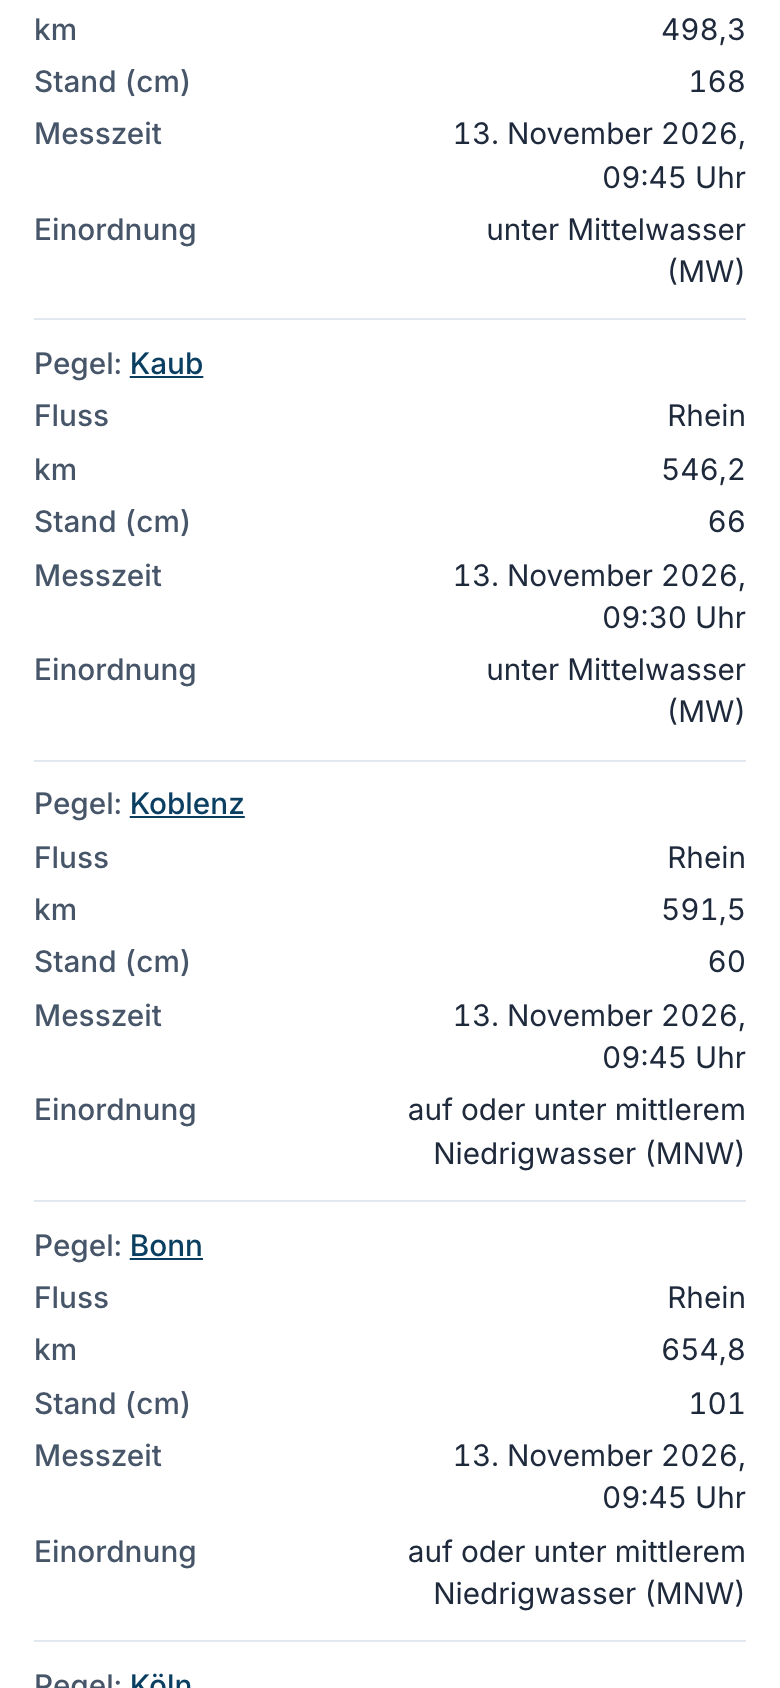 km 498,3
Stand (cm) 168
Messzeit 13. November 2026,
09:45 Uhr
Einordnung unter Mittelwasser
(MW)
Pegel: Kaub
Fluss Rhein
km 546,2
Stand (cm) 66
Messzeit 13. November 2026,
09:30 Uhr
Einordnung unter Mittelwasser
(MW)
Pegel: Koblenz
Fluss Rhein
km 591,5
Stand (cm) 60
Messzeit 13. November 2026,
09:45 Uhr
Einordnung auf oder unter mittlerem
Niedrigwasser (MNW)
Pegel: Bonn
Fluss Rhein
km 654,8
Stand (cm) 101
Messzeit 13. November 2026,
09:45 Uhr
Einordnung auf oder unter mittlerem
Niedrigwasser (MNW)
Pegel: Köln